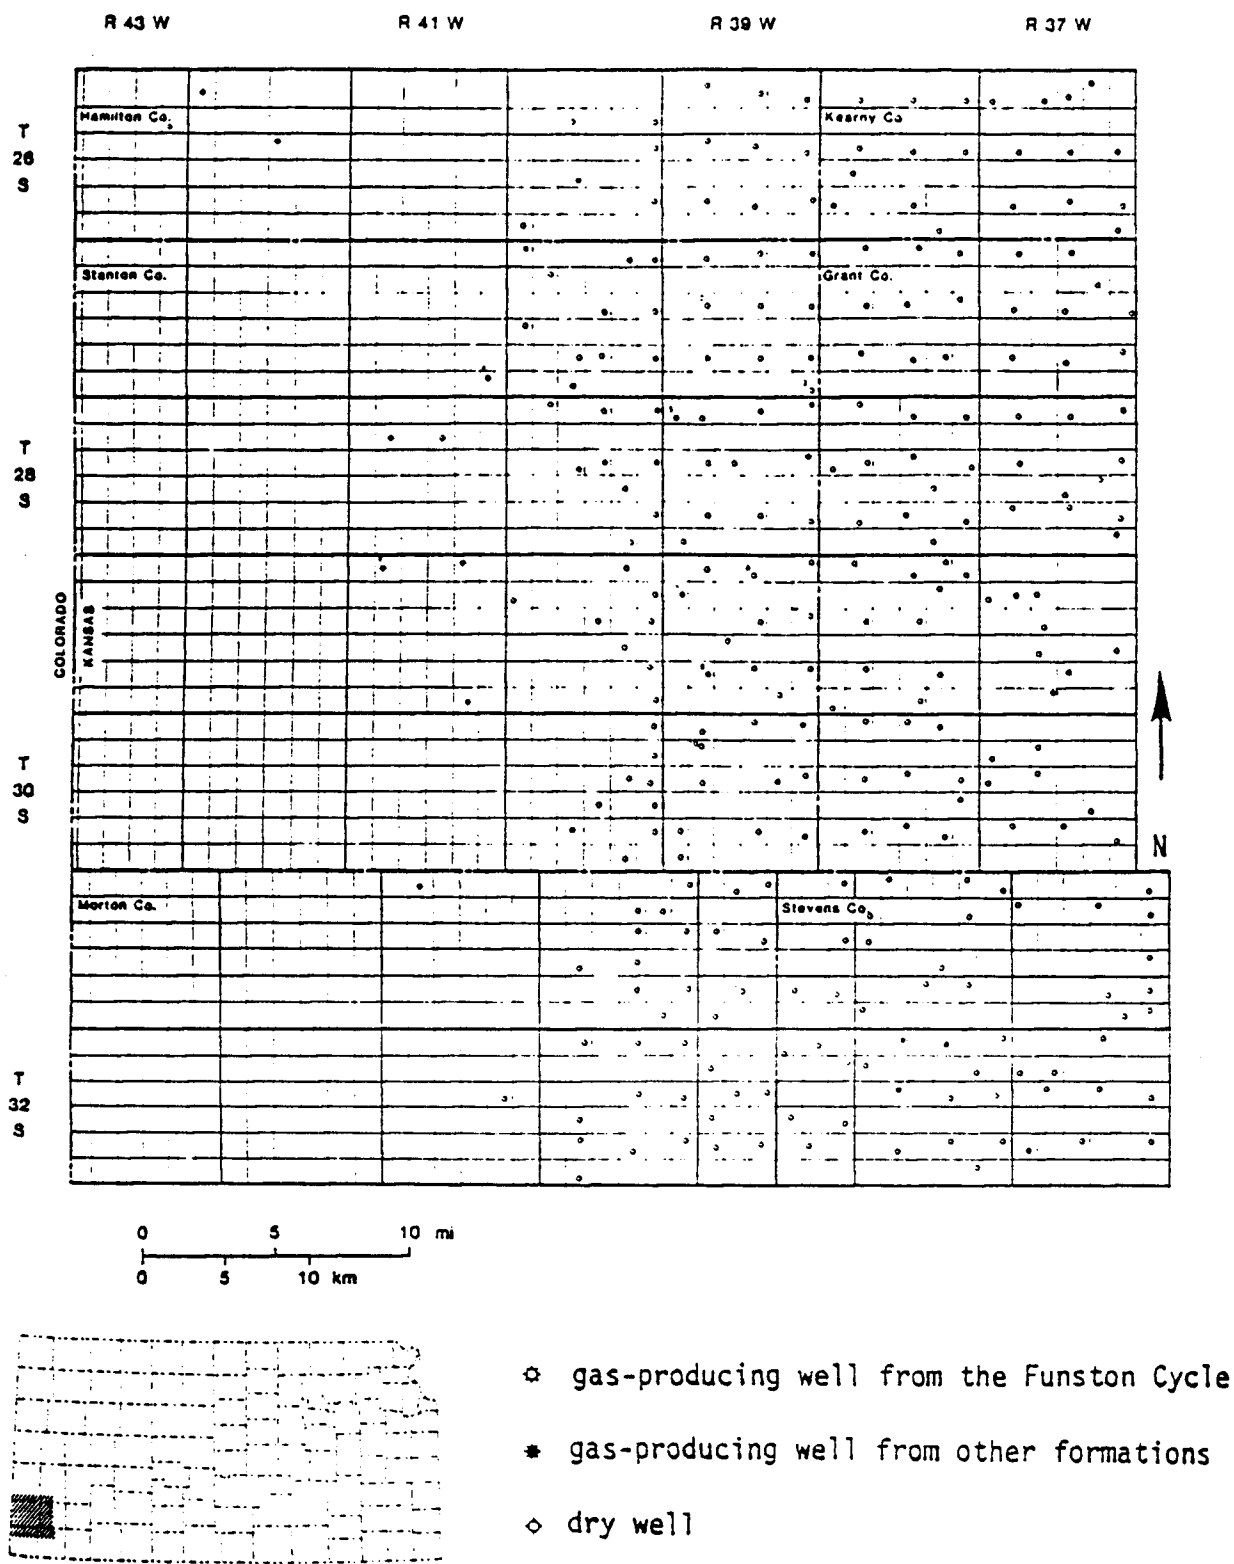 R 43 W R 41 W R 39 W R 37 W
Hamilton Co. Kearny Co
T
26
S
Stanton Co. Grant Co.
T
28
S
COLORADO
KANSAS
T
30
S
N
Morton Co. Stevens Co.
T
32
S
0 5 10 mi
0 5 10 km
gas-producing well from the Funston Cycle
gas-producing well from other formations
dry well